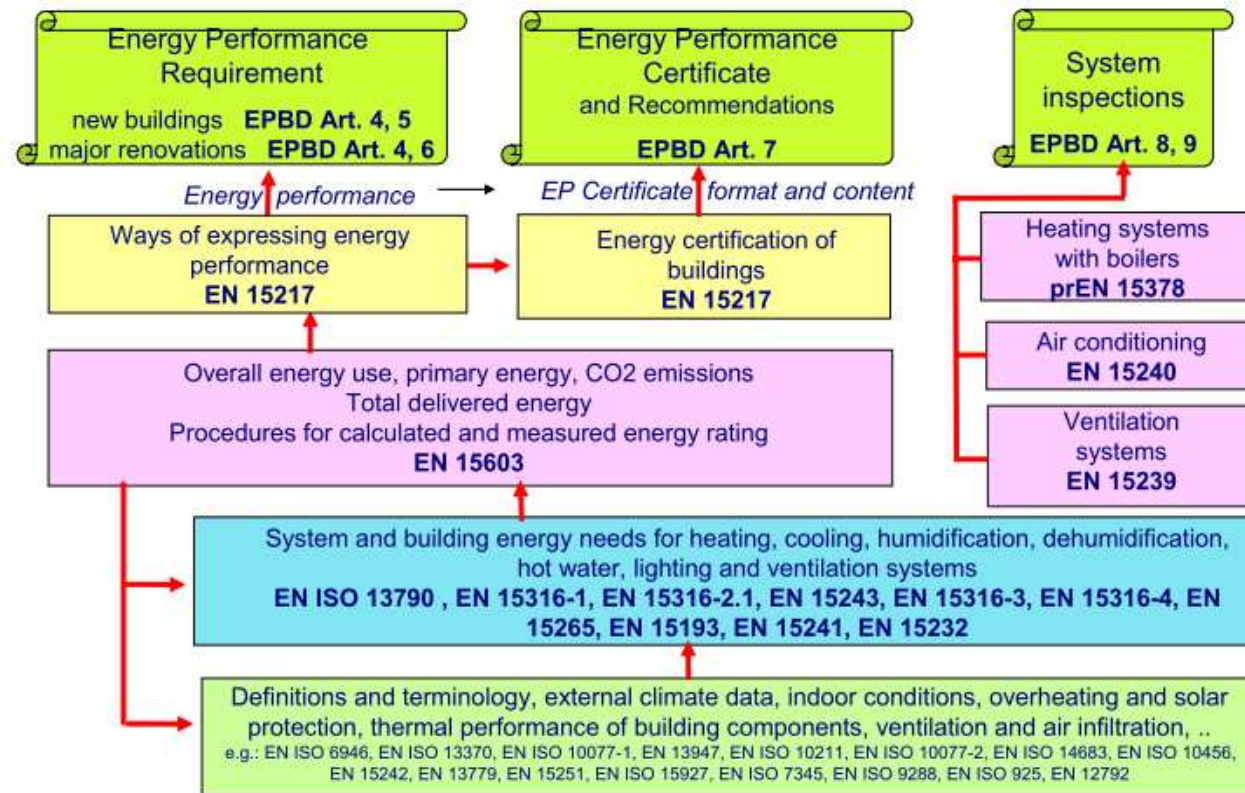 Energy Performance
Requirement
new buildings EPBD Art. 4, 5
major renovations EPBD Art. 4, 6
Energy Performance
Certificate
and Recommendations
EPBD Art. 7
System
inspections
EPBD Art. 8, 9
Energy performance
EP Certificate format and content
Ways of expressing energy
performance
EN 15217
Energy certification of
buildings
EN 15217
Heating systems
with boilers
prEN 15378
Air conditioning
EN 15240
Ventilation
systems
EN 15239
Overall energy use, primary energy, CO2 emissions
Total delivered energy
Procedures for calculated and measured energy rating
EN 15603
System and building energy needs for heating, cooling, humidification, dehumidification,
hot water, lighting and ventilation systems
EN ISO 13790 , EN 15316-1, EN 15316-2.1, EN 15243, EN 15316-3, EN 15316-4, EN
15265, EN 15193, EN 15241, EN 15232
Definitions and terminology, external climate data, indoor conditions, overheating and solar
protection, thermal performance of building components, ventilation and air infiltration, ..
e.g.: EN ISO 6946, EN ISO 13370, EN ISO 10077-1, EN 13947, EN ISO 10211, EN ISO 10077-2, EN ISO 14683, EN ISO 10456,
EN 15242, EN 13779, EN 15251, EN ISO 15927, EN ISO 7345, EN ISO 9288, EN ISO 925, EN 12792